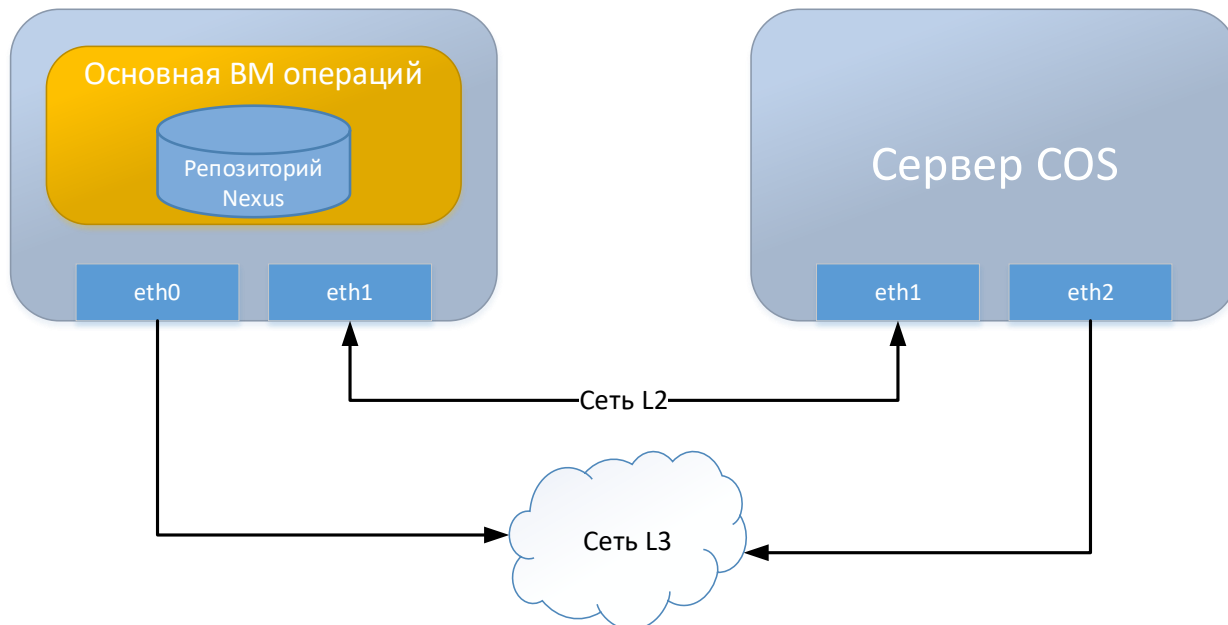 Основная ВМ операций
Репозиторий
Nexus
Сервер COS
eth0
eth1
eth1
eth2
Сеть L2
Сеть L3